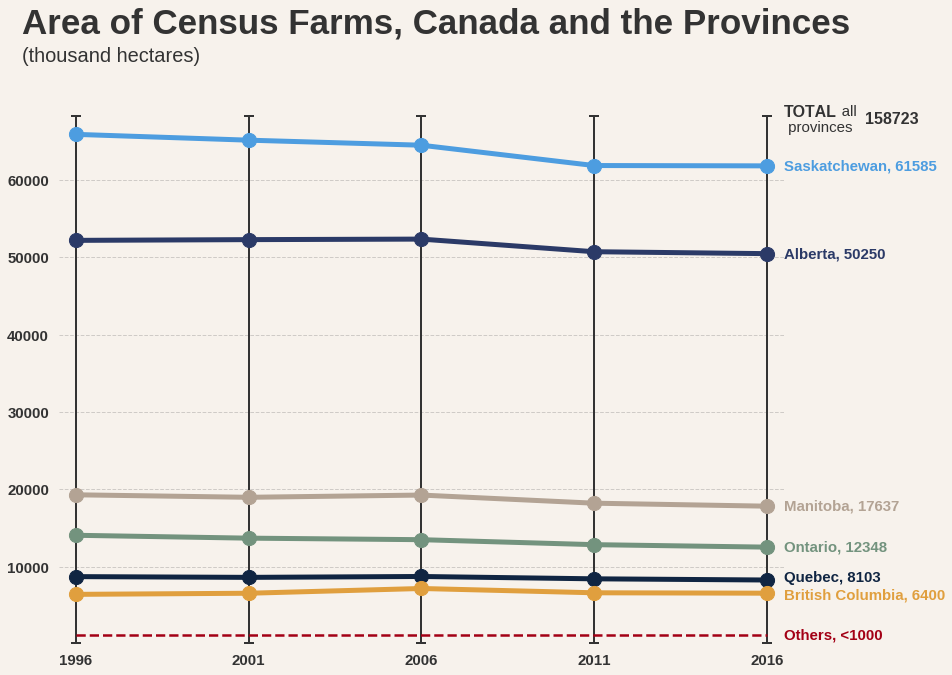 Area of Census Farms, Canada and the Provinces
(thousand hectares)
TOTAL all provinces 158723
Saskatchewan, 61585
60000
Alberta, 50250
50000
40000
30000
20000
Manitoba, 17637
Ontario, 12348
10000
Quebec, 8103
British Columbia, 6400
Others, <1000
1996 2001 2006 2011 2016